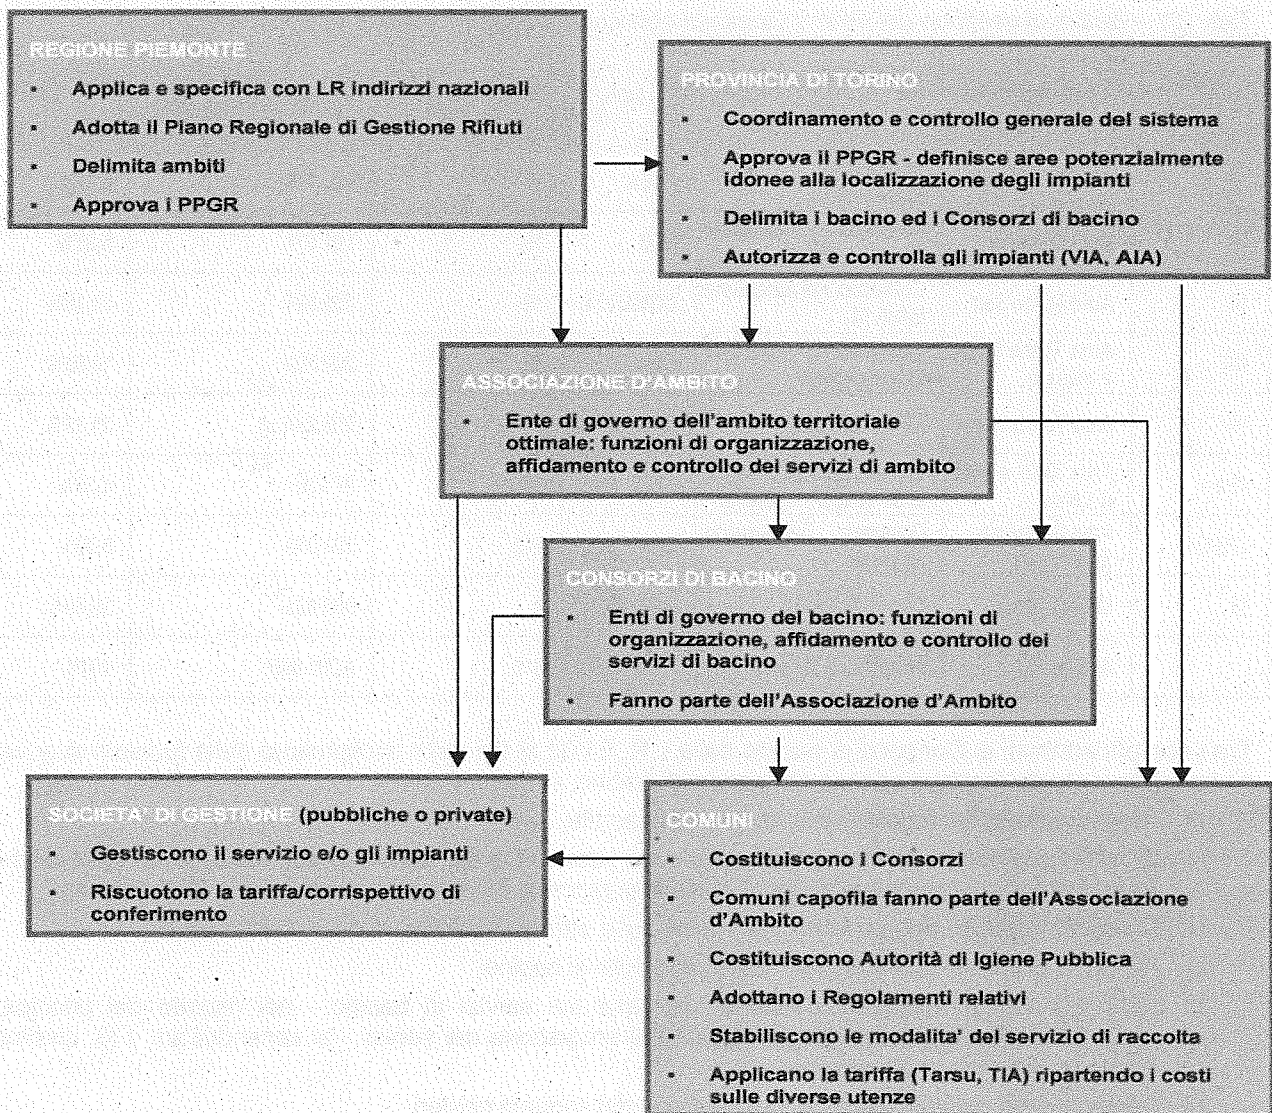 REGIONE PIEMONTE
▪ Applica e specifica con LR indirizzi nazionali
▪ Adotta il Piano Regionale di Gestione Rifiuti
▪ Delimita ambiti
▪ Approva i PPGR
PROVINCIA DI TORINO
▪ Coordinamento e controllo generale del sistema
▪ Approva il PPGR - definisce aree potenzialmente
idonee alla localizzazione degli impianti
▪ Delimita i bacino ed i Consorzi di bacino
▪ Autorizza e controlla gli impianti (VIA, AIA)
ASSOCIAZIONE D'AMBITO
▪ Ente di governo dell'ambito territoriale
ottimale: funzioni di organizzazione,
affidamento e controllo dei servizi di ambito
CONSORZI DI BACINO
▪ Enti di governo del bacino: funzioni di
organizzazione, affidamento e controllo dei
servizi di bacino
▪ Fanno parte dell'Associazione d'Ambito
SOCIETA' DI GESTIONE (pubbliche o private)
▪ Gestiscono il servizio e/o gli impianti
▪ Riscuotono la tariffa/corrispettivo di
conferimento
COMUNI
▪ Costituiscono i Consorzi
▪ Comuni capofila fanno parte dell'Associazione
d'Ambito
▪ Costituiscono Autorità di Igiene Pubblica
▪ Adottano i Regolamenti relativi
▪ Stabiliscono le modalita' del servizio di raccolta
▪ Applicano la tariffa (Tarsu, TIA) ripartendo i costi
sulle diverse utenze